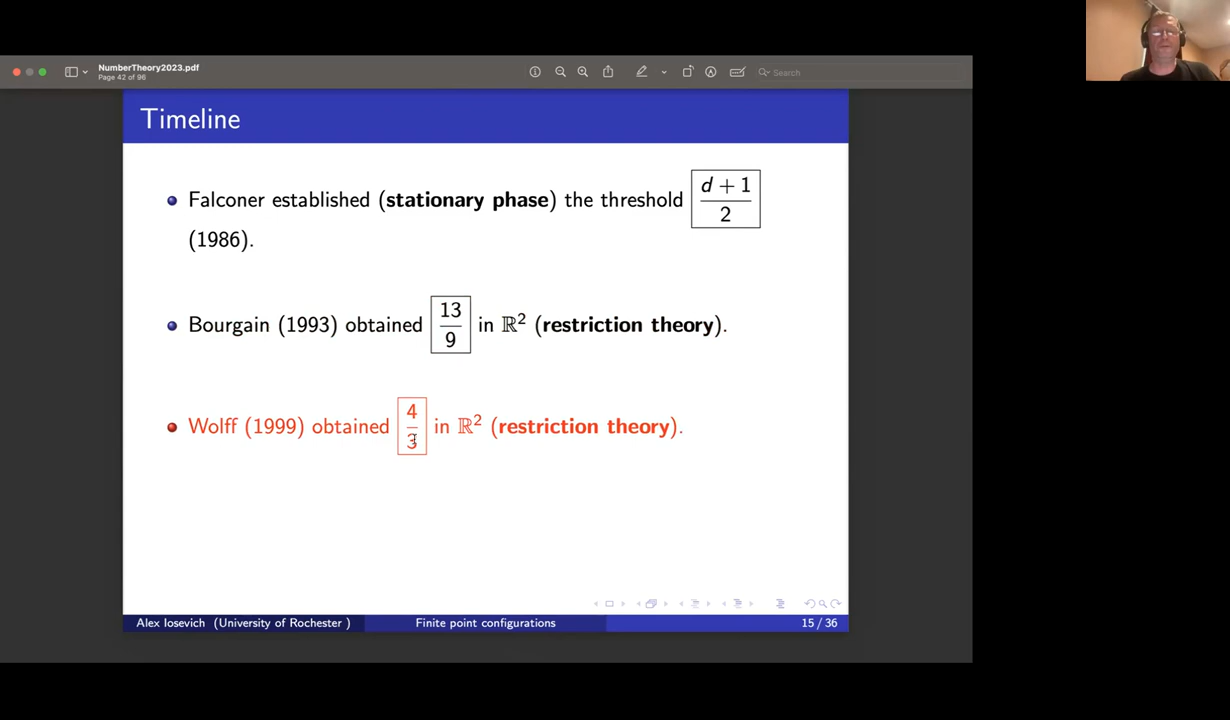 NumberTheory2023.pdf
Page 42 of 96
Search
Timeline
Falconer established (stationary phase) the threshold d + 1 / 2
(1986).
Bourgain (1993) obtained 13 / 9 in ℝ² (restriction theory).
Wolff (1999) obtained 4 / 3 in ℝ² (restriction theory).
Alex Iosevich (University of Rochester ) Finite point configurations 15 / 36